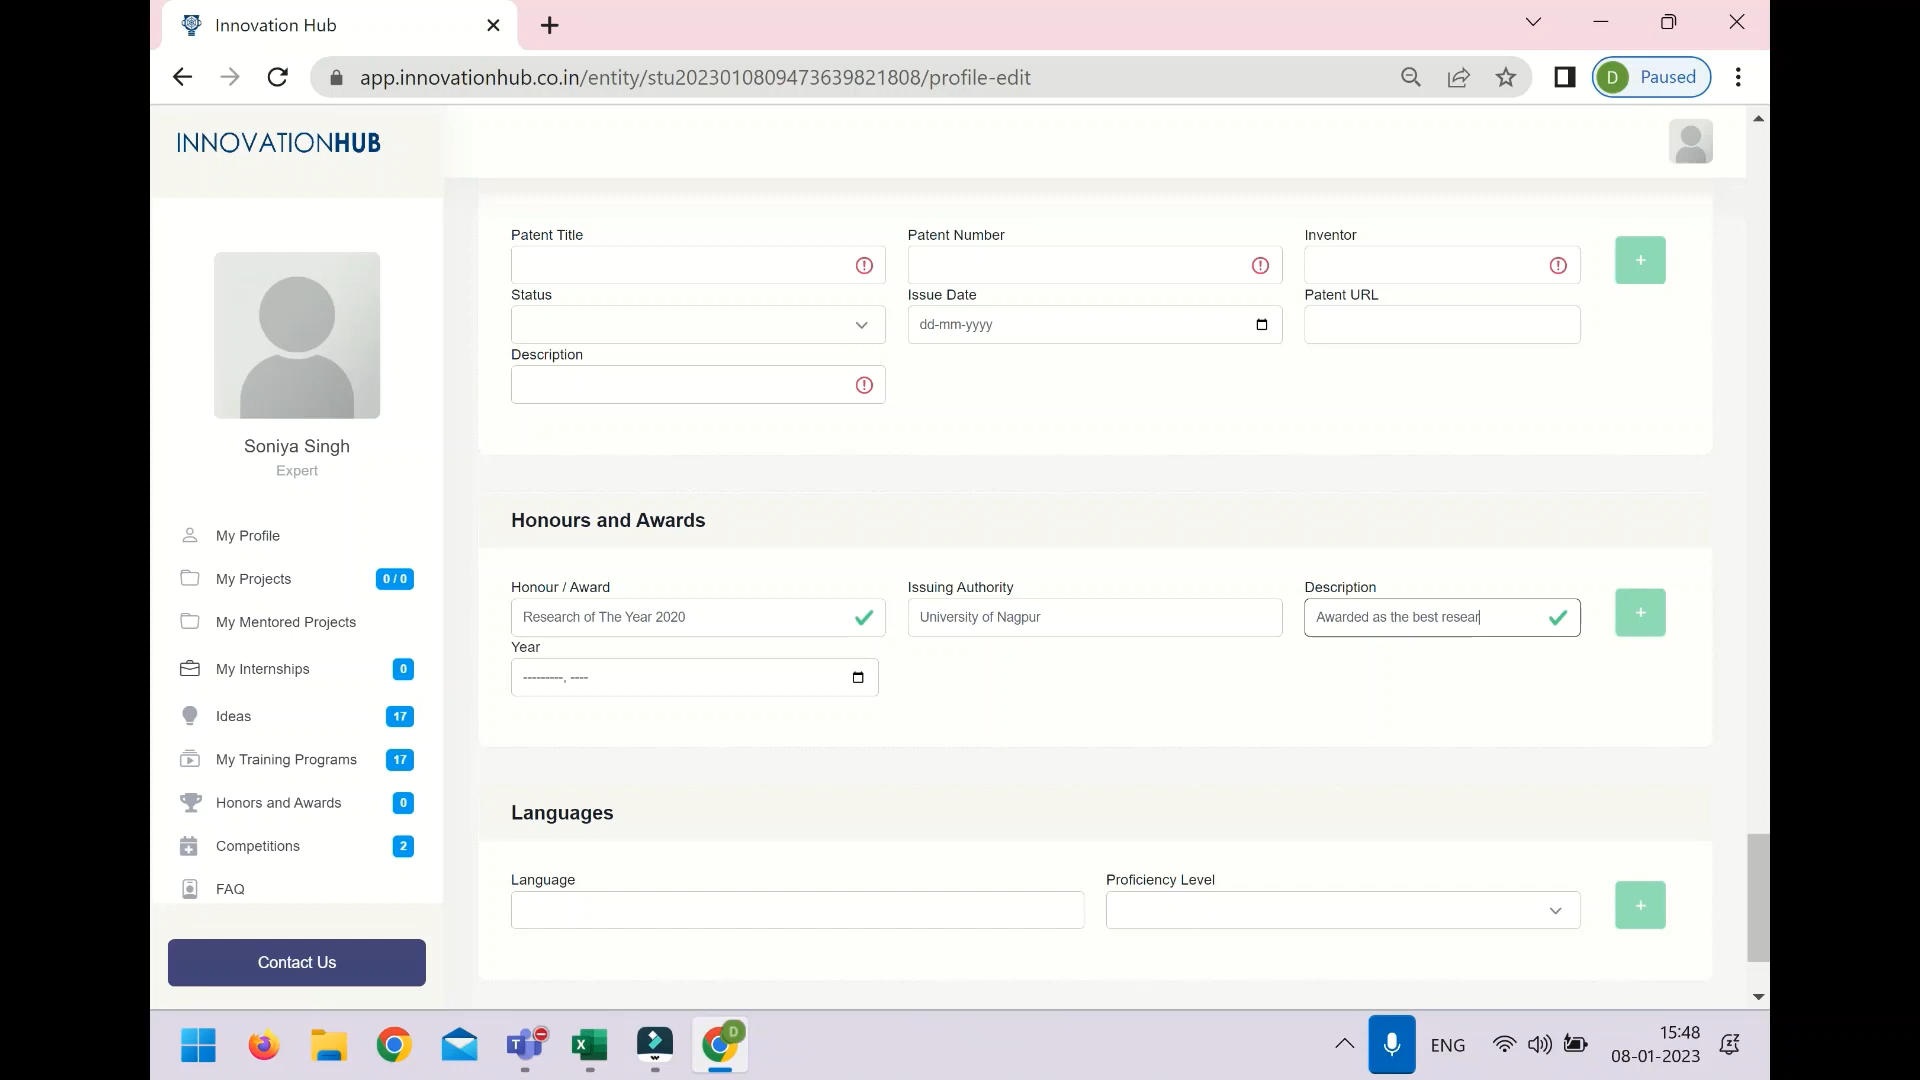 Innovation Hub
app.innovationhub.co.in/entity/stu2023010809473639821808/profile-edit
D Paused
INNOVATIONHUB
Soniya Singh
Expert
My Profile
My Projects 0 / 0
My Mentored Projects
My Internships 0
Ideas 17
My Training Programs 17
Honors and Awards 0
Competitions 2
FAQ
Contact Us
Patent Title Patent Number Inventor
+
Status Issue Date Patent URL
dd-mm-yyyy
Description
Honours and Awards
Honour / Award Issuing Authority Description
Research of The Year 2020 University of Nagpur Awarded as the best resear +
Year
---------, ----
Languages
Language Proficiency Level
+
D
ENG
15:48
08-01-2023